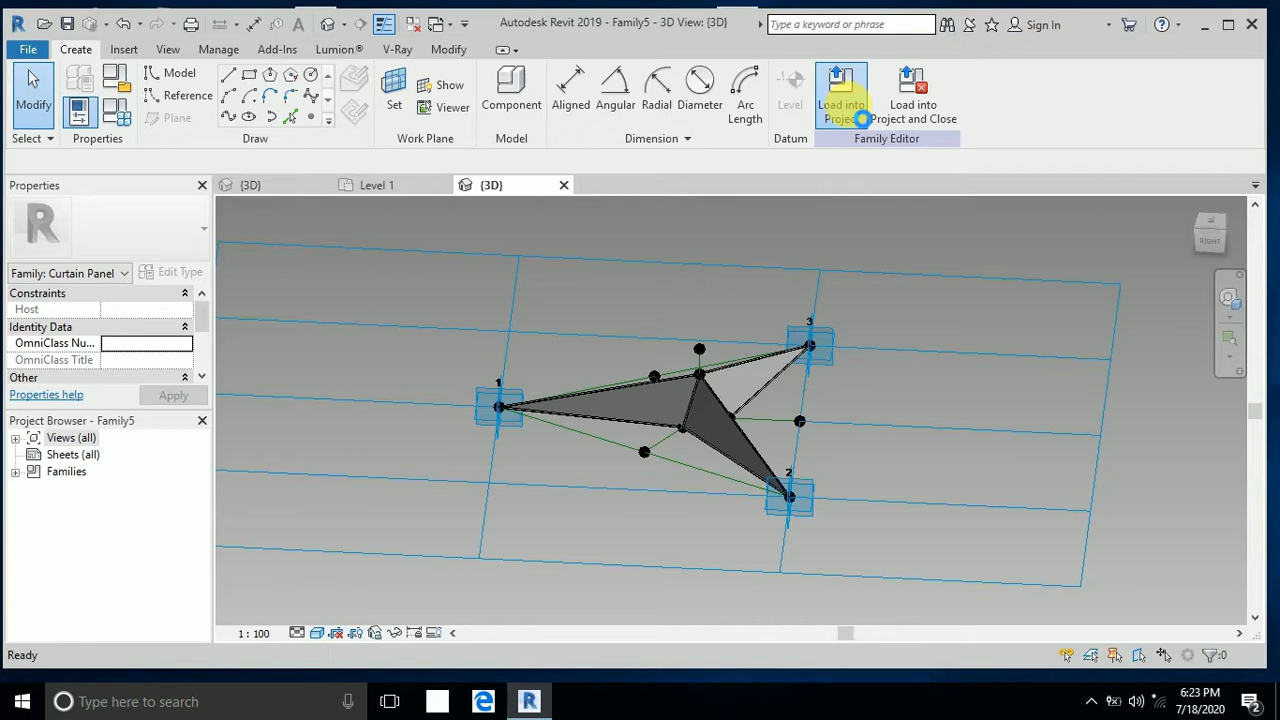 Autodesk Revit 2019 - Family5 - 3D View: {3D}
Type a keyword or phrase
Sign In
File
Create
Insert
View
Manage
Add-Ins
Lumion®
V-Ray
Modify
Modify
Model
Reference
Plane
Set
Show
Viewer
Component
Aligned
Angular
Radial
Diameter
Arc
Length
Level
Load into
Project
Load into
Project and Close
Select
Properties
Draw
Work Plane
Model
Dimension
Datum
Family Editor
Properties
{3D}
Level 1
{3D}
R
Family: Curtain Panel
Edit Type
Constraints
Host
Identity Data
OmniClass Nu...
OmniClass Title
Other
Properties help
Apply
Project Browser - Family5
Views (all)
Sheets (all)
Families
RIGHT
3
1
2
1 : 100
Ready
:0
Type here to search
R
6:23 PM
7/18/2020
2